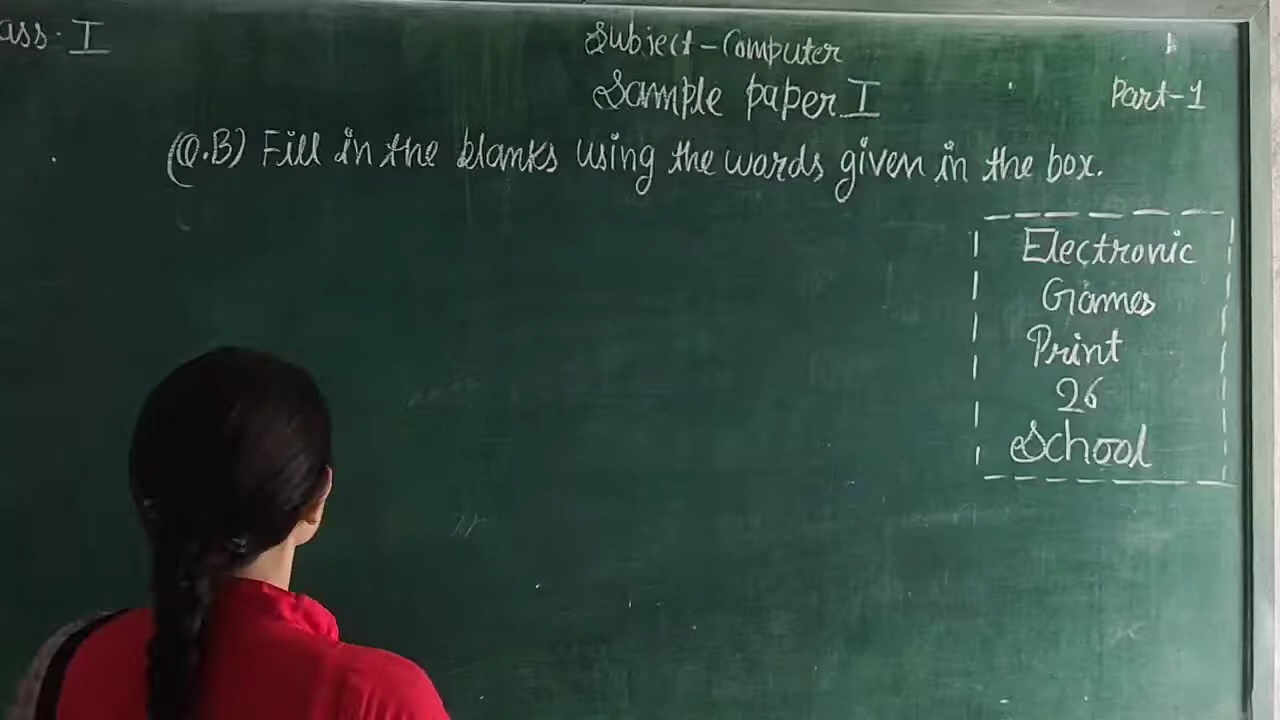 ass. I
Subject-Computer
Sample paper I
Part-1
(Q.B) Fill in the blanks using the words given in the box.
Electronic
Games
Print
26
School